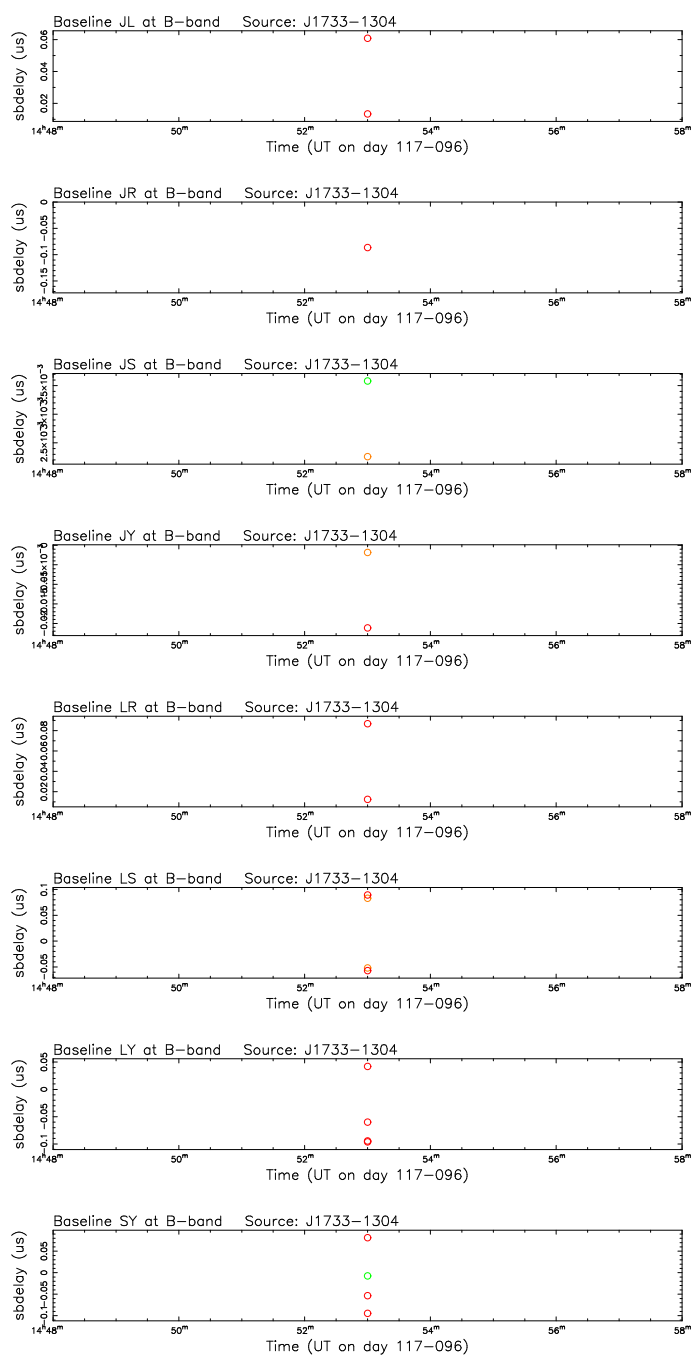 Baseline JL at B-band Source: J1733-1304
sbdelay (us)
0.02 0.04 0.06
14h48m 50m 52m 54m 56m 58m
Time (UT on day 117-096)
Baseline JR at B-band Source: J1733-1304
sbdelay (us)
-0.15 -0.1 -0.05 0
14h48m 50m 52m 54m 56m 58m
Time (UT on day 117-096)
Baseline JS at B-band Source: J1733-1304
sbdelay (us)
14h48m 50m 52m 54m 56m 58m
Time (UT on day 117-096)
Baseline JY at B-band Source: J1733-1304
sbdelay (us)
14h48m 50m 52m 54m 56m 58m
Time (UT on day 117-096)
Baseline LR at B-band Source: J1733-1304
sbdelay (us)
0.02 0.04 0.06 0.08
14h48m 50m 52m 54m 56m 58m
Time (UT on day 117-096)
Baseline LS at B-band Source: J1733-1304
sbdelay (us)
-0.05 0 0.05 0.1
14h48m 50m 52m 54m 56m 58m
Time (UT on day 117-096)
Baseline LY at B-band Source: J1733-1304
sbdelay (us)
-0.1 -0.05 0 0.05
14h48m 50m 52m 54m 56m 58m
Time (UT on day 117-096)
Baseline SY at B-band Source: J1733-1304
sbdelay (us)
-0.1 -0.05 0 0.05
14h48m 50m 52m 54m 56m 58m
Time (UT on day 117-096)